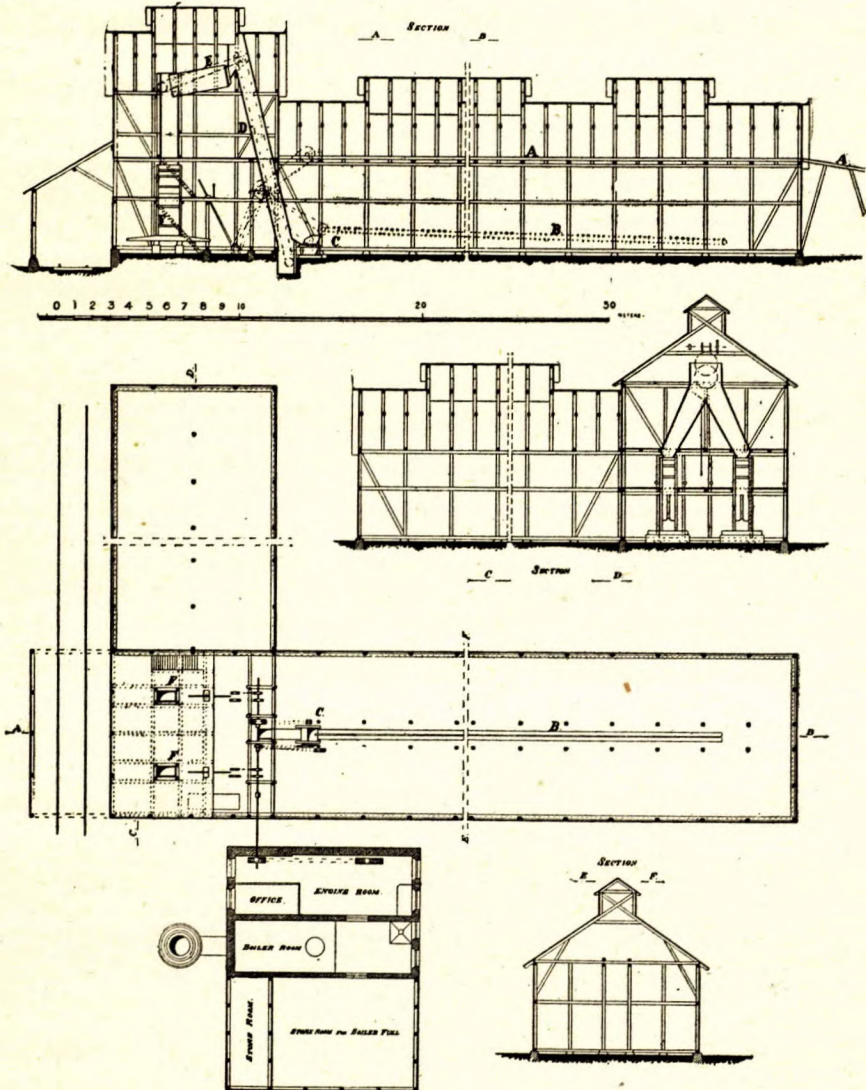 SECTION
A B
E
D
A A
B
C
F
0 1 2 3 4 5 6 7 8 9 10 20 30 METERS.
D
C SECTION D
F
C
A B B
F
C
SECTION
E F
OFFICE. ENGINE ROOM.
BOILER ROOM
STORE ROOM.
STORE ROOM FOR BOILER FUEL